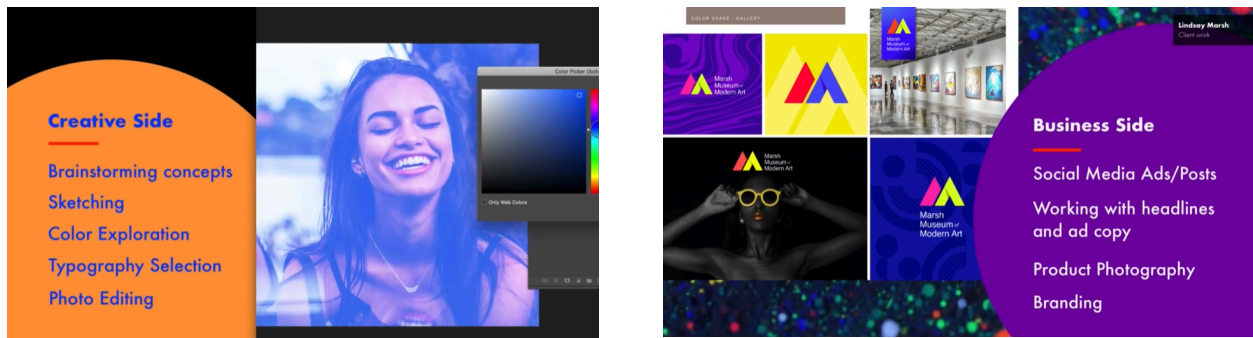 Creative Side
Brainstorming concepts
Sketching
Color Exploration
Typography Selection
Photo Editing
Only Web Colors
COLOR USAGE - GALLERY
Marsh
Museum of
Modern Art
Marsh
Museum of
Modern Art
Marsh
Museum of
Modern Art
Marsh
Museum of
Modern Art
Lindsay Marsh
Client work
Business Side
Social Media Ads/Posts
Working with headlines
and ad copy
Product Photography
Branding